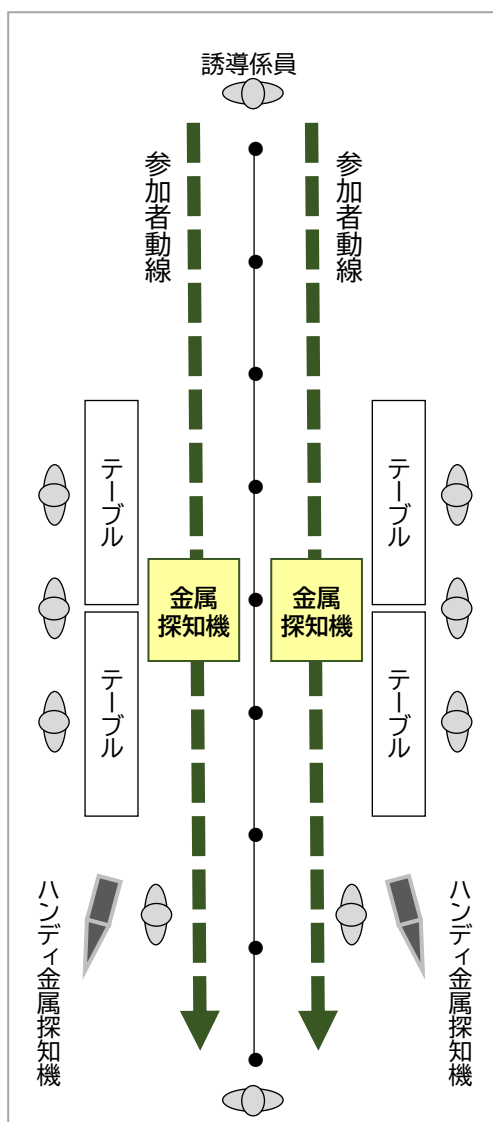 誘導係員
参加者動線
参加者動線
テーブル
テーブル
金属
探知機
金属
探知機
テーブル
テーブル
ハンディ金属探知機
ハンディ金属探知機